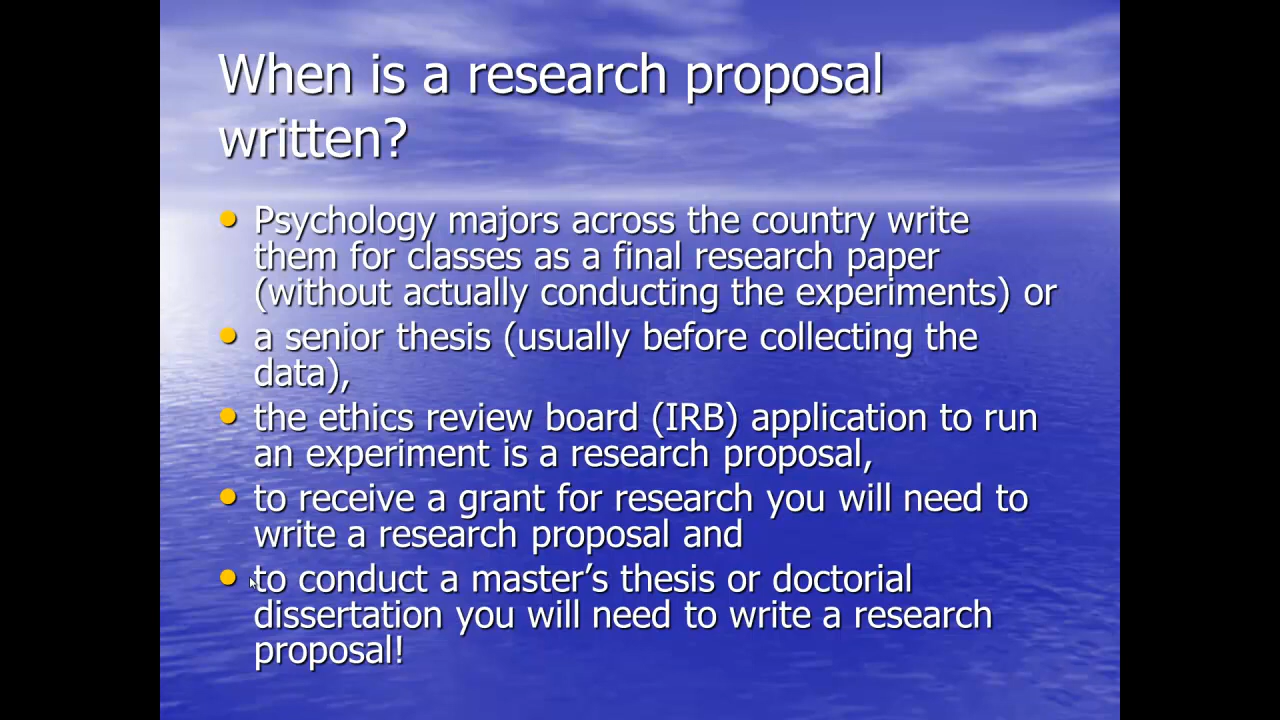 When is a research proposal
written?
• Psychology majors across the country write
them for classes as a final research paper
(without actually conducting the experiments) or
• a senior thesis (usually before collecting the
data),
• the ethics review board (IRB) application to run
an experiment is a research proposal,
• to receive a grant for research you will need to
write a research proposal and
• to conduct a master’s thesis or doctorial
dissertation you will need to write a research
proposal!